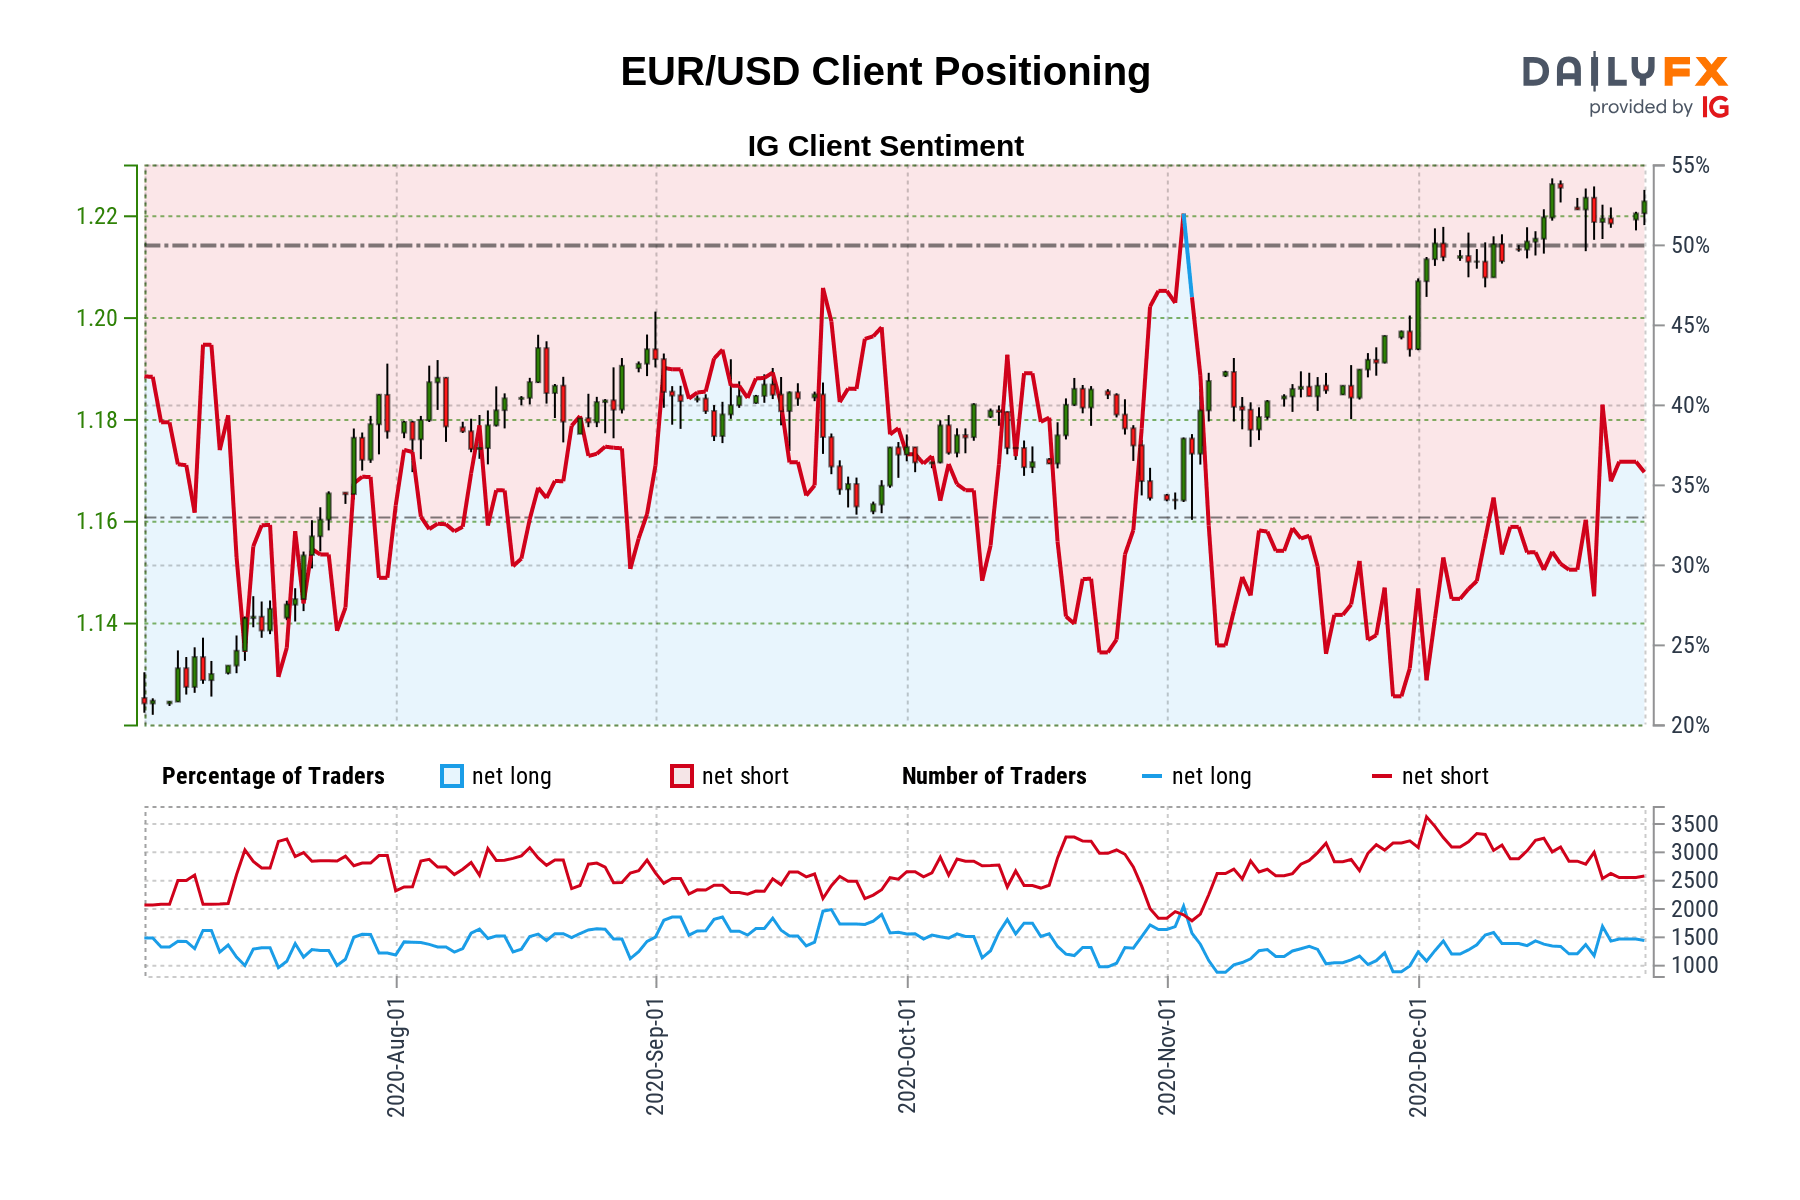 EUR/USD Client Positioning
DAILYFX
provided by IG
IG Client Sentiment
1.22
1.20
1.18
1.16
1.14
55%
50%
45%
40%
35%
30%
25%
20%
Percentage of Traders net long net short Number of Traders net long net short
3500
3000
2500
2000
1500
1000
2020-Aug-01
2020-Sep-01
2020-Oct-01
2020-Nov-01
2020-Dec-01